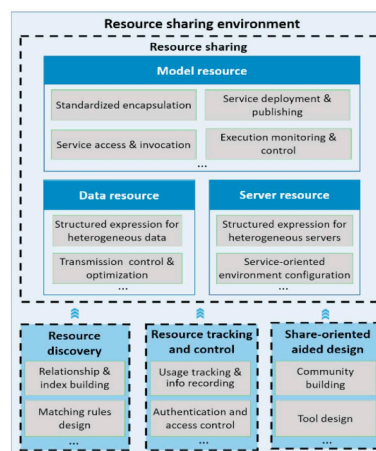 Resource sharing environment
Resource sharing
Model resource
Standardized encapsulation
Service deployment &
publishing
Service access & invocation
Execution monitoring &
control
...
Data resource
Structured expression for
heterogeneous data
Transmission control &
optimization
...
Server resource
Structured expression for
heterogeneous servers
Service-oriented
environment configuration
...
Resource
discovery
Relationship &
index building
Matching rules
design
...
Resource tracking
and control
Usage tracking &
info recording
Authentication and
access control
...
Share-oriented
aided design
Community
building
Tool design
...